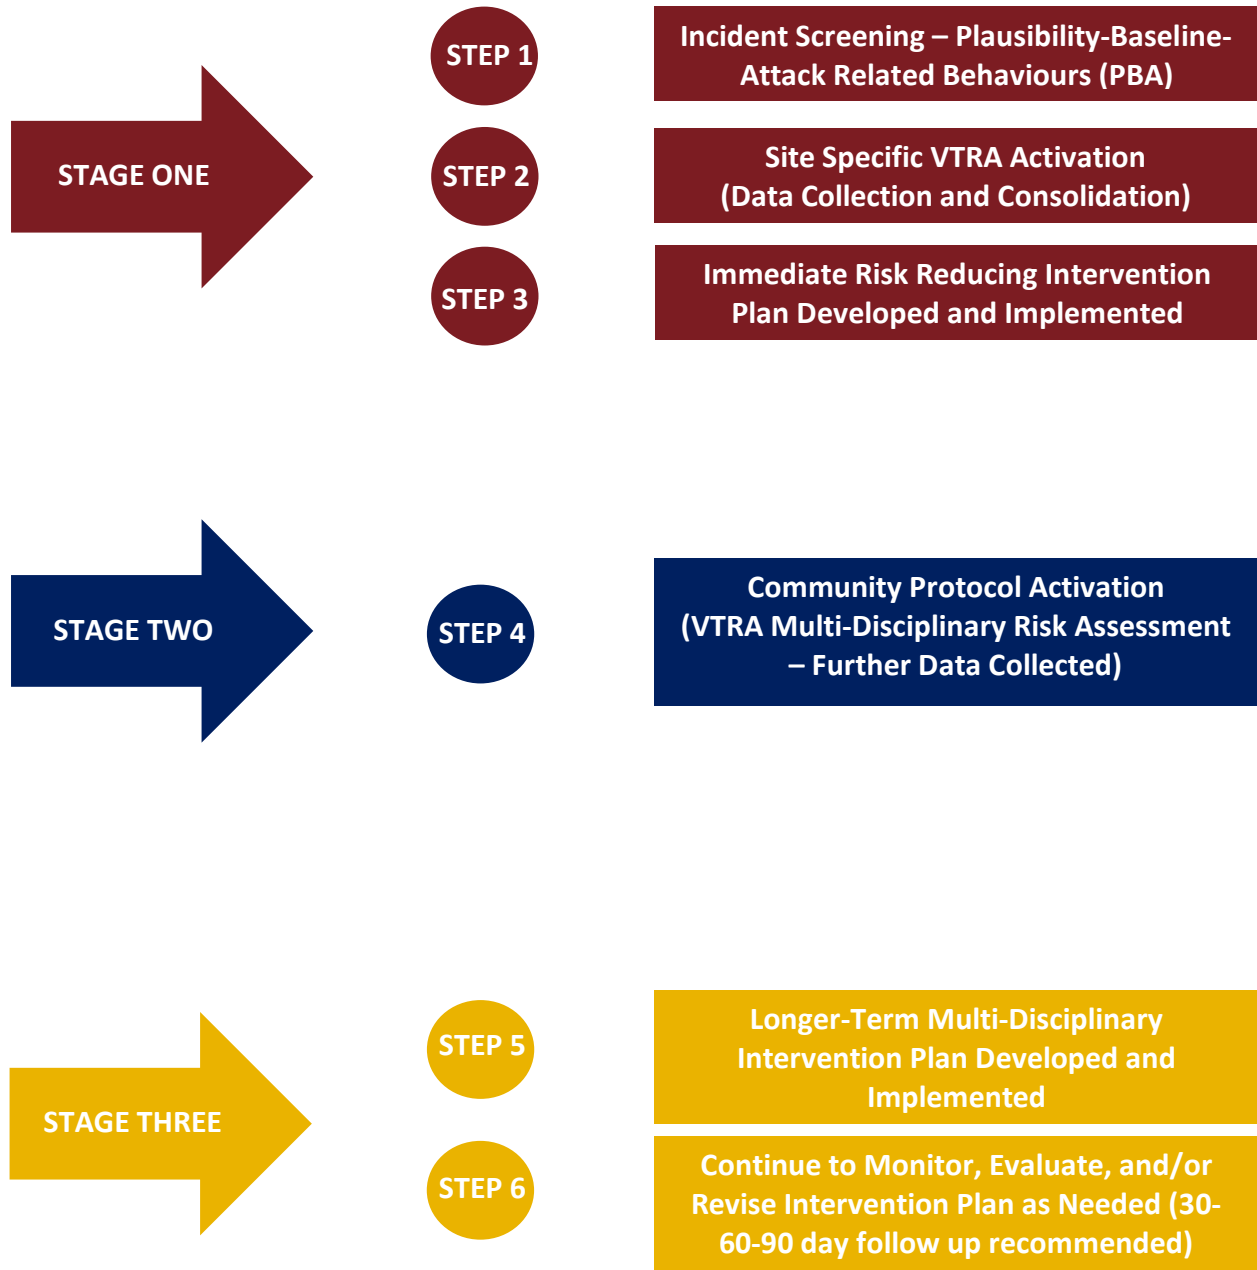 STAGE ONE
STEP 1
Incident Screening – Plausibility-Baseline-
Attack Related Behaviours (PBA)
STEP 2
Site Specific VTRA Activation
(Data Collection and Consolidation)
STEP 3
Immediate Risk Reducing Intervention
Plan Developed and Implemented
STAGE TWO
STEP 4
Community Protocol Activation
(VTRA Multi-Disciplinary Risk Assessment
– Further Data Collected)
STAGE THREE
STEP 5
Longer-Term Multi-Disciplinary
Intervention Plan Developed and
Implemented
STEP 6
Continue to Monitor, Evaluate, and/or
Revise Intervention Plan as Needed (30-
60-90 day follow up recommended)